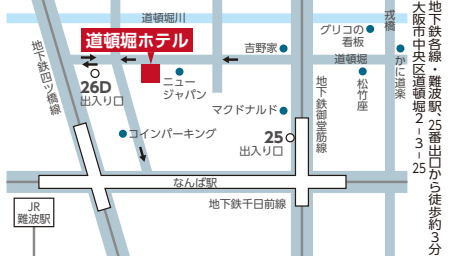 道頓堀川
道頓堀ホテル
グリコの
看板
戎橋
吉野家
道頓堀
かに道楽
26D
出入り口
ニュー
ジャパン
松竹座
地下鉄四ツ橋線
マクドナルド
地下鉄御堂筋線
コインパーキング
25
出入り口
なんば駅
JR
難波駅
地下鉄千日前線
地下鉄各線・難波駅、25番出口から徒歩約3分
大阪市中央区道頓堀2-3-25